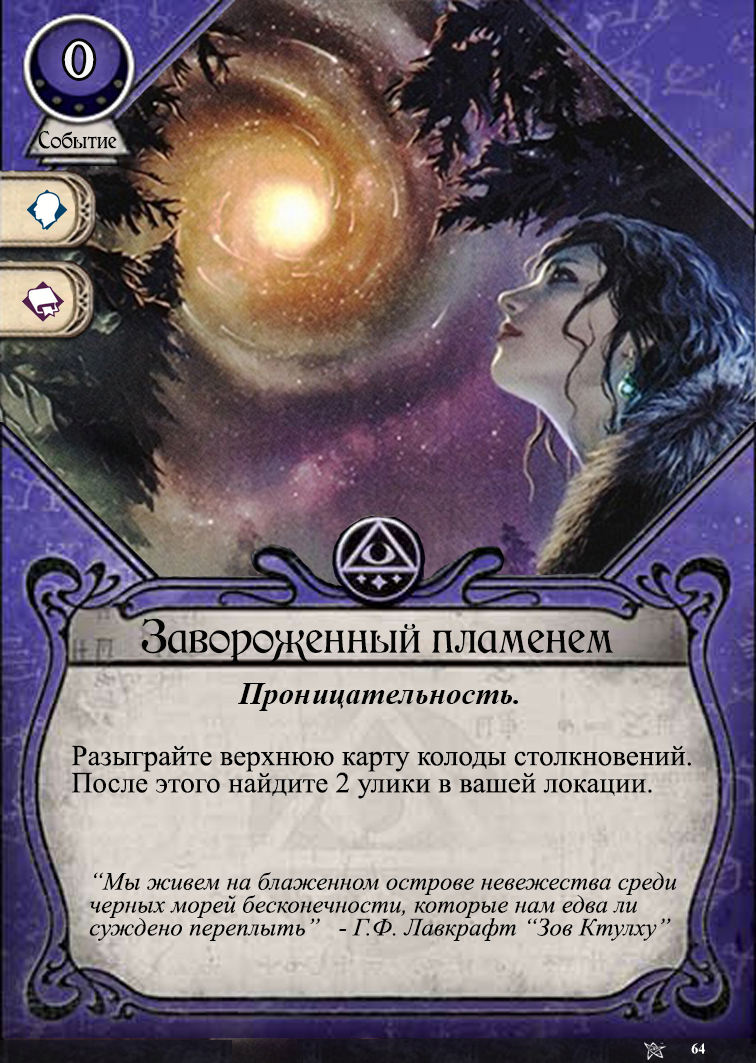 0
Событие
Завороженный пламенем
Проницательность.
Разыграйте верхнюю карту колоды столкновений.
После этого найдите 2 улики в вашей локации.
“Мы живем на блаженном острове невежества среди
черных морей бесконечности, которые нам едва ли
суждено переплыть” - Г.Ф. Лавкрафт “Зов Ктулху”
64